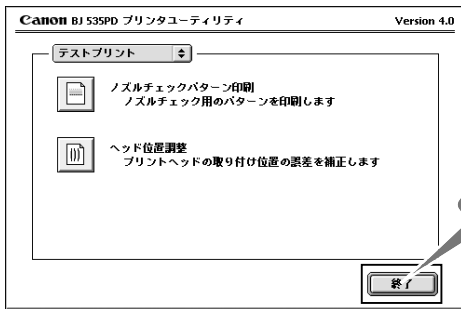 Canon BJ 535PD プリンタユーティリティ Version 4.0
テストプリント
ノズルチェックパターン印刷
ノズルチェック用のパターンを印刷します
ヘッド位置調整
プリントヘッドの取り付け位置の誤差を補正します
終了